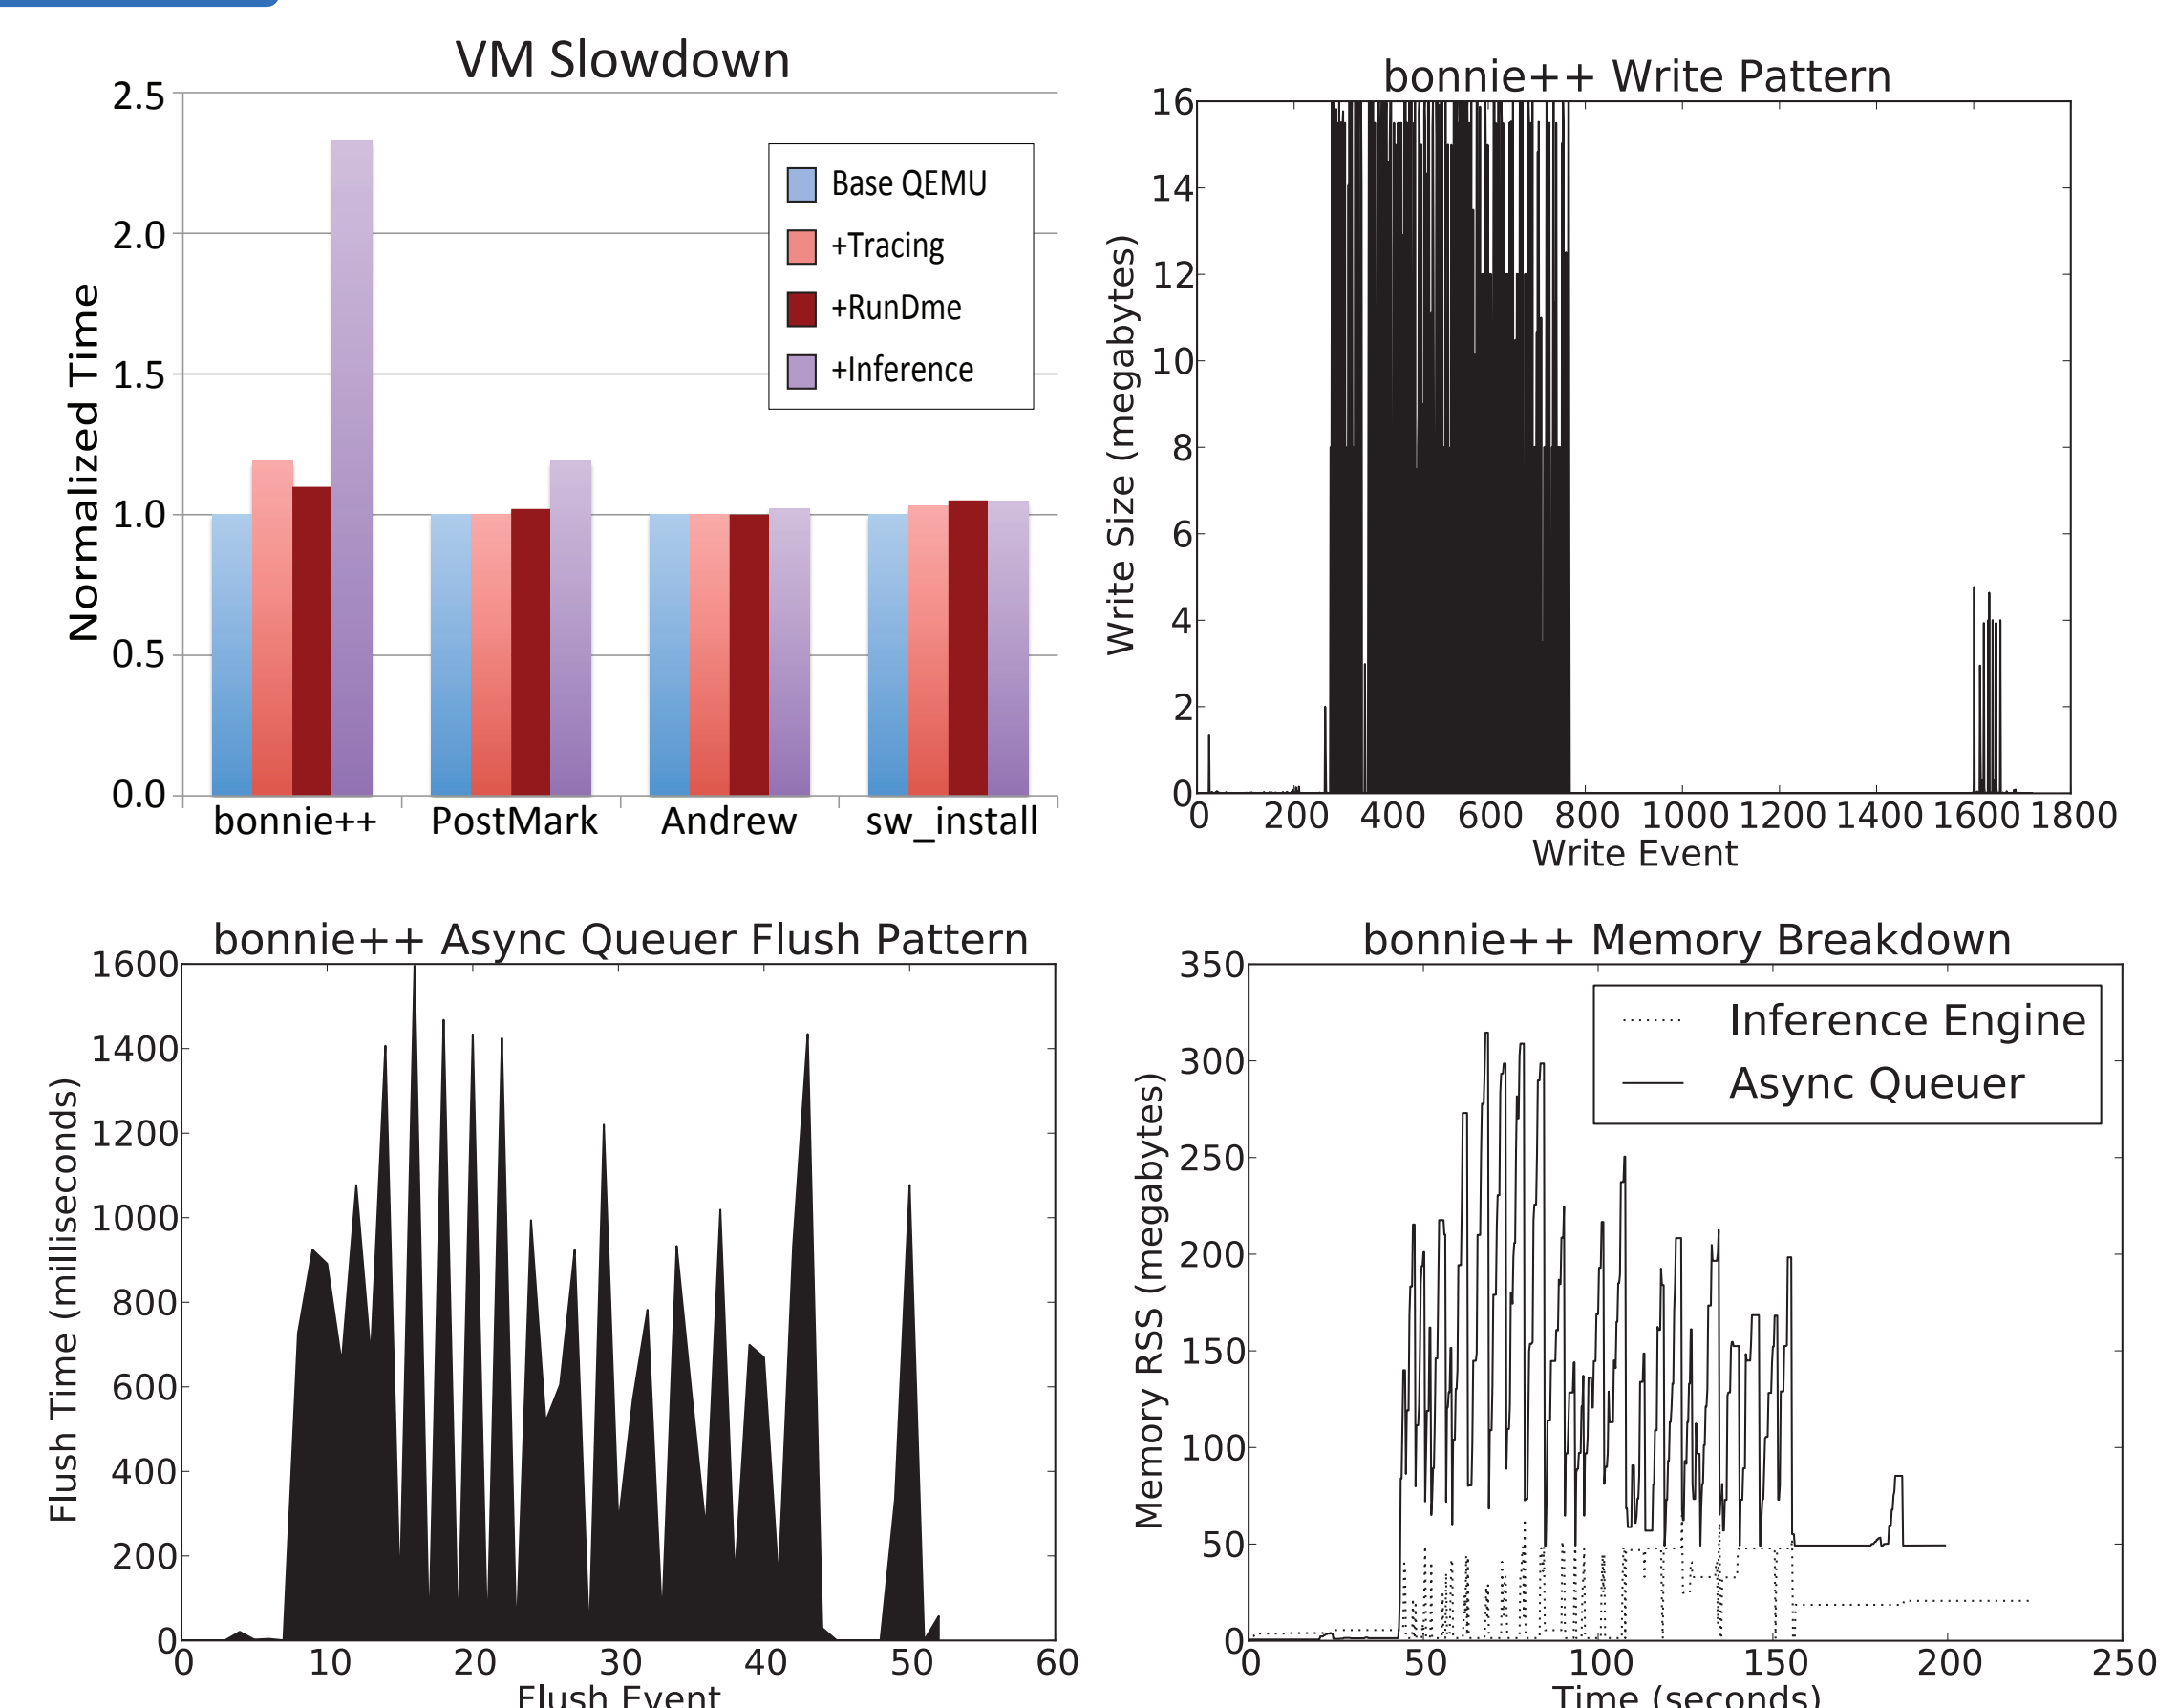 VM Slowdown
2.5
2.0
1.5
1.0
0.5
0.0
Normalized Time
Base QEMU
+Tracing
+RunDme
+Inference
bonnie++ PostMark Andrew sw_install
bonnie++ Write Pattern
16
14
12
10
8
6
4
2
0
Write Size (megabytes)
0 200 400 600 800 1000 1200 1400 1600 1800
Write Event
bonnie++ Async Queuer Flush Pattern
1600
1400
1200
1000
800
600
400
200
0
Flush Time (milliseconds)
0 10 20 30 40 50 60
Flush Event
bonnie++ Memory Breakdown
350
300
250
200
150
100
50
0
Memory RSS (megabytes)
Inference Engine
Async Queuer
0 50 100 150 200 250
Time (seconds)